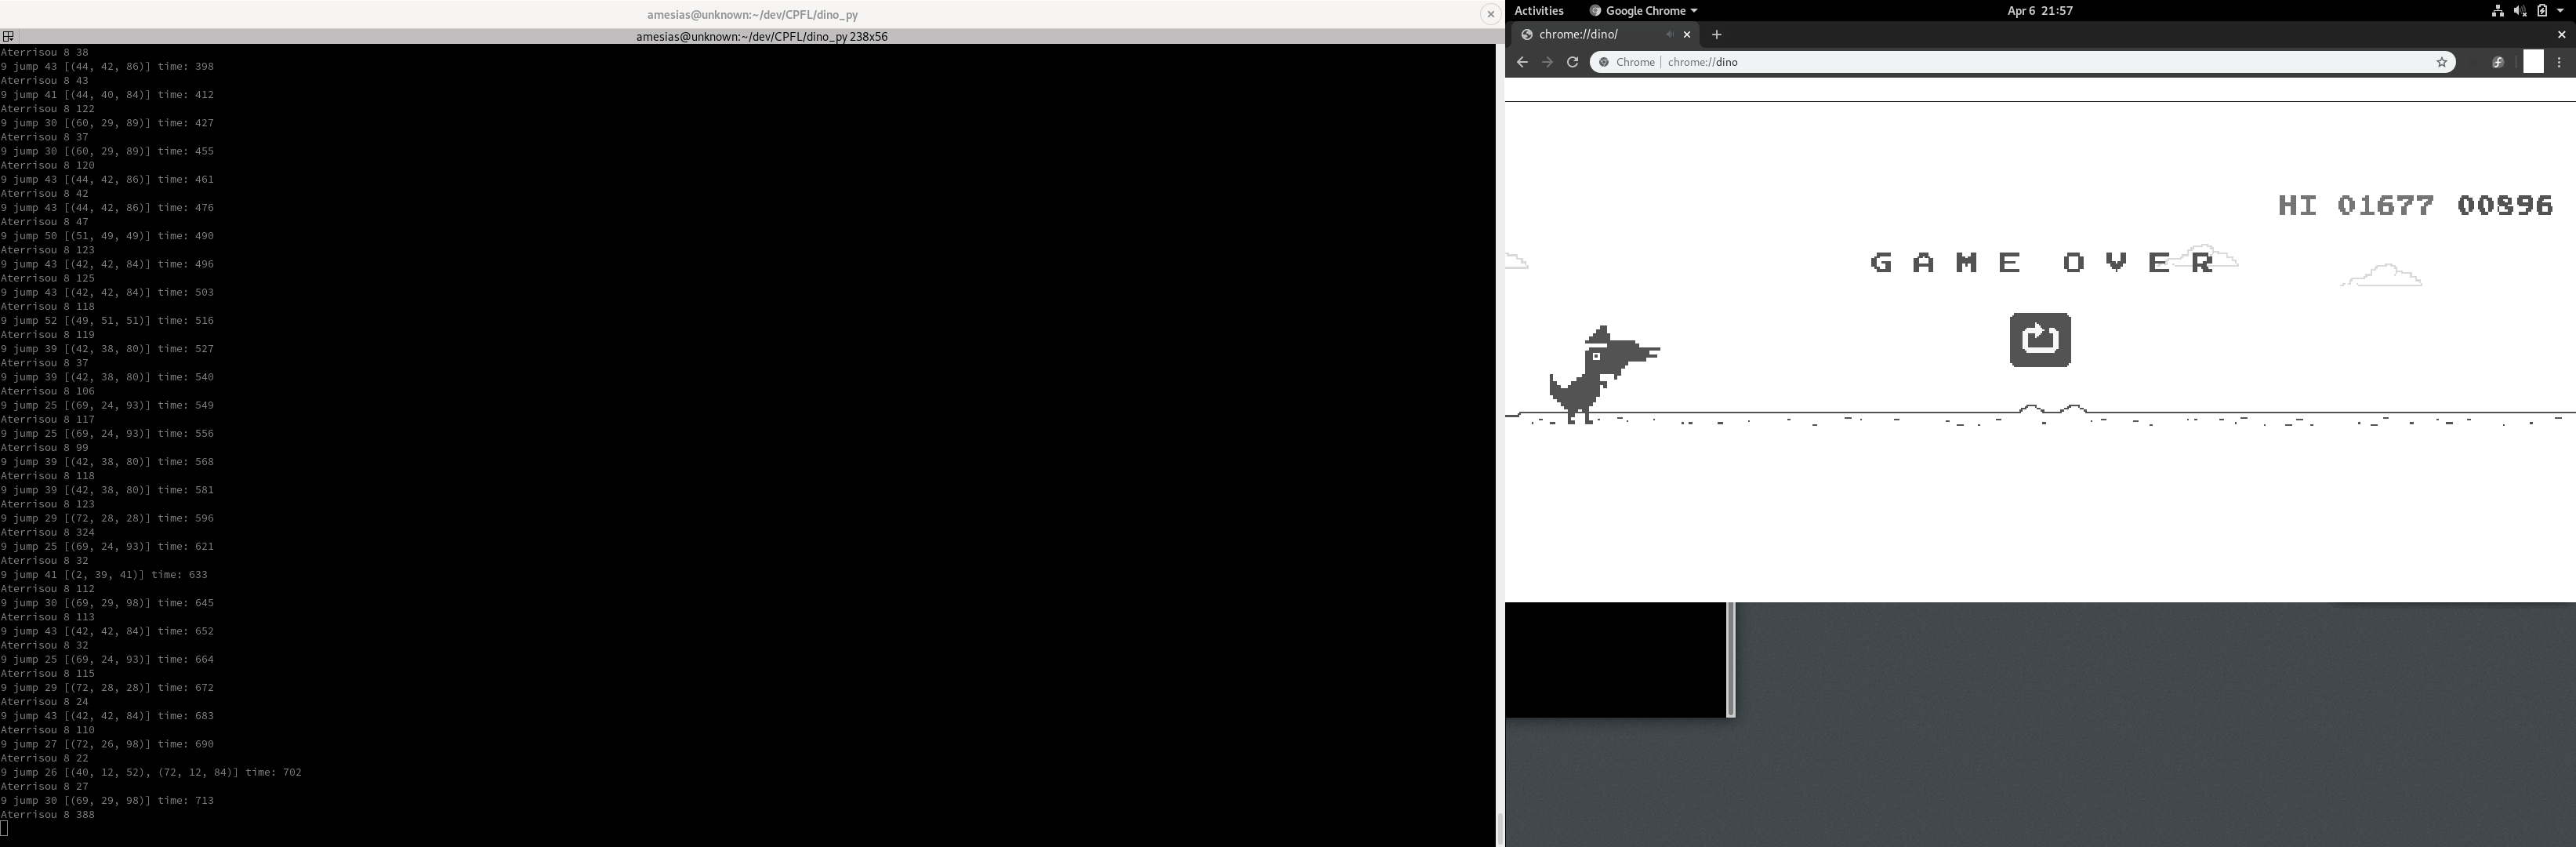 amesias@unknown:~/dev/CPFL/dino_py
amesias@unknown:~/dev/CPFL/dino_py 238x56
Aterrisou 8 38
9 jump 43 [(44, 42, 86)] time: 398
Aterrisou 8 43
9 jump 41 [(44, 40, 84)] time: 412
Aterrisou 8 122
9 jump 30 [(60, 29, 89)] time: 427
Aterrisou 8 37
9 jump 30 [(60, 29, 89)] time: 455
Aterrisou 8 120
9 jump 43 [(44, 42, 86)] time: 461
Aterrisou 8 42
9 jump 43 [(44, 42, 86)] time: 476
Aterrisou 8 47
9 jump 50 [(51, 49, 49)] time: 490
Aterrisou 8 123
9 jump 43 [(42, 42, 84)] time: 496
Aterrisou 8 125
9 jump 43 [(42, 42, 84)] time: 503
Aterrisou 8 118
9 jump 52 [(49, 51, 51)] time: 516
Aterrisou 8 119
9 jump 39 [(42, 38, 80)] time: 527
Aterrisou 8 37
9 jump 39 [(42, 38, 80)] time: 540
Aterrisou 8 106
9 jump 25 [(69, 24, 93)] time: 549
Aterrisou 8 117
9 jump 25 [(69, 24, 93)] time: 556
Aterrisou 8 99
9 jump 39 [(42, 38, 80)] time: 568
Aterrisou 8 118
9 jump 39 [(42, 38, 80)] time: 581
Aterrisou 8 123
9 jump 29 [(72, 28, 28)] time: 596
Aterrisou 8 324
9 jump 25 [(69, 24, 93)] time: 621
Aterrisou 8 32
9 jump 41 [(2, 39, 41)] time: 633
Aterrisou 8 112
9 jump 30 [(69, 29, 98)] time: 645
Aterrisou 8 113
9 jump 43 [(42, 42, 84)] time: 652
Aterrisou 8 32
9 jump 25 [(69, 24, 93)] time: 664
Aterrisou 8 115
9 jump 29 [(72, 28, 28)] time: 672
Aterrisou 8 24
9 jump 43 [(42, 42, 84)] time: 683
Aterrisou 8 110
9 jump 27 [(72, 26, 98)] time: 690
Aterrisou 8 22
9 jump 26 [(40, 12, 52), (72, 12, 84)] time: 702
Aterrisou 8 27
9 jump 30 [(69, 29, 98)] time: 713
Aterrisou 8 388
Activities Google Chrome Apr 6 21:57
chrome://dino/
Chrome chrome://dino
HI 01677 00896
GAME OVER